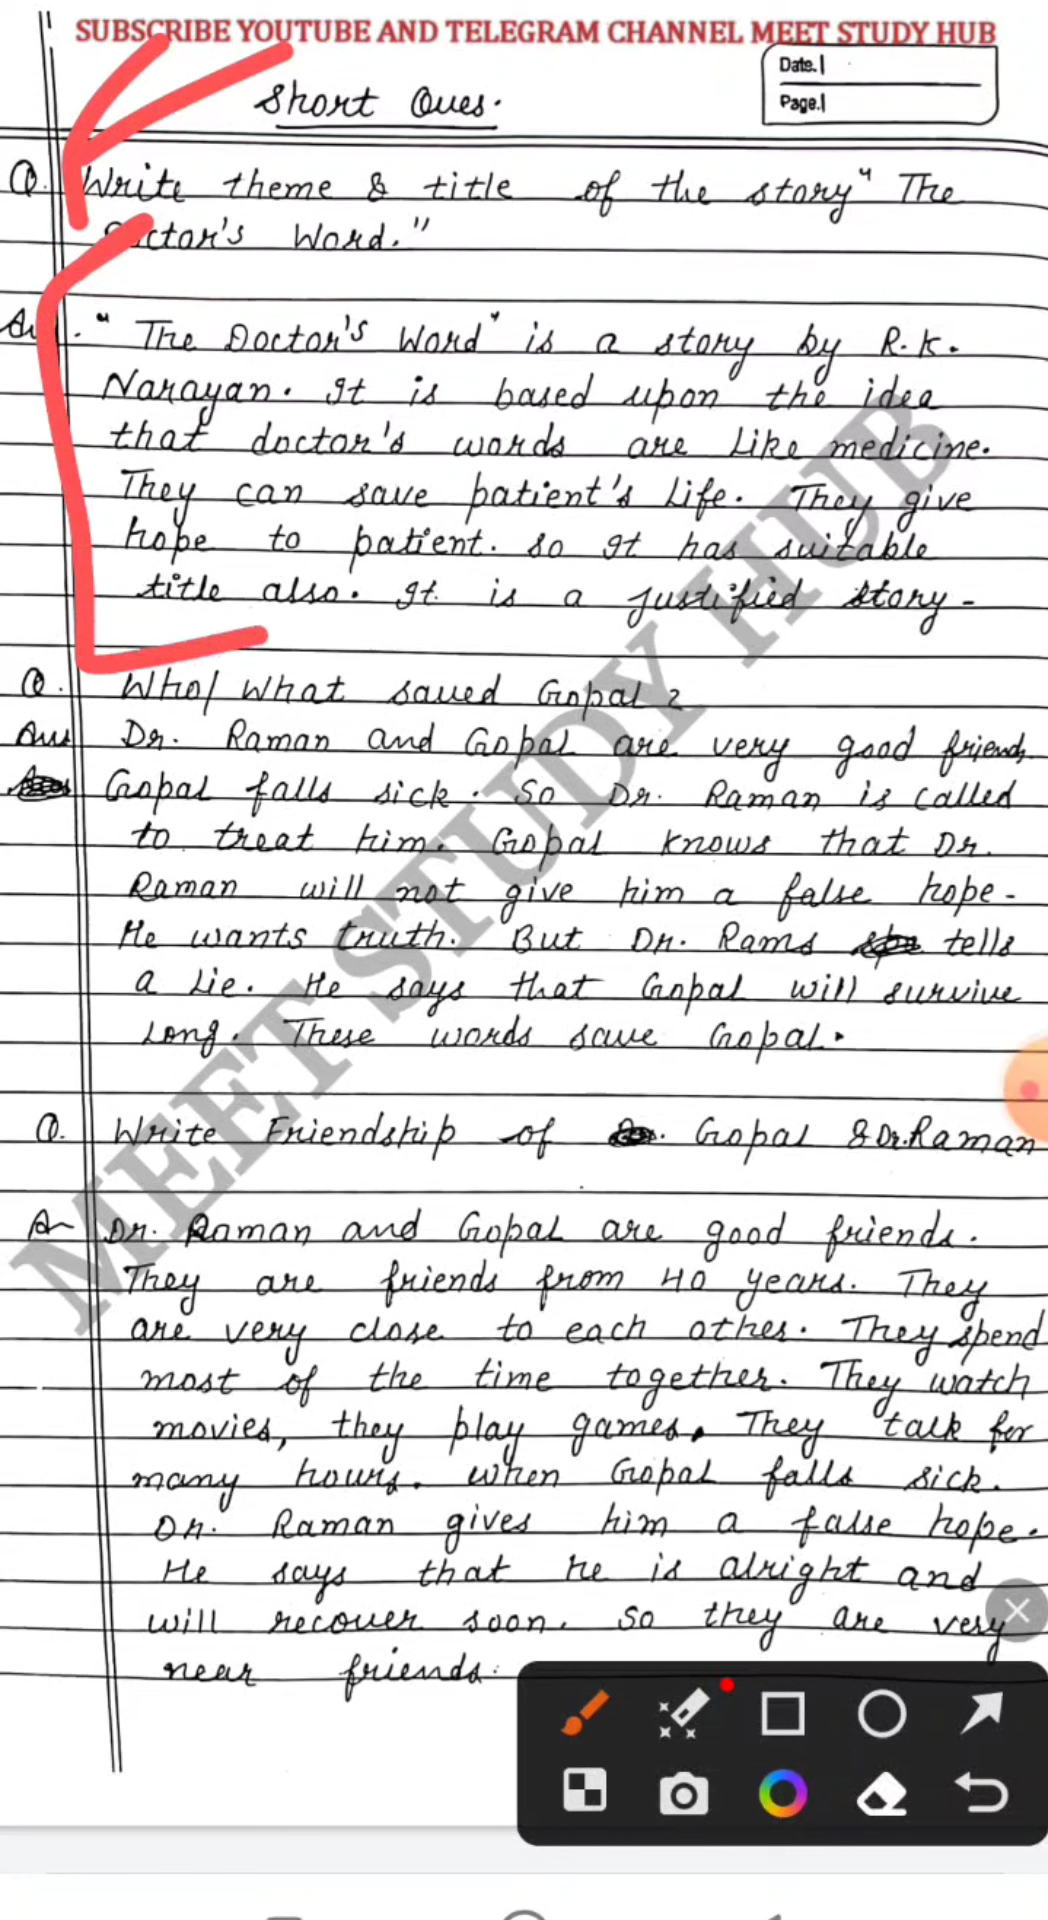 SUBSCRIBE YOUTUBE AND TELEGRAM CHANNEL MEET STUDY HUB
Date.
Page.
Short Ques.
Q. Write theme & title of the story "The
Doctor's Word."
"The Doctor's Word" is a story by R.K.
Narayan. It is based upon the idea
that doctor's words are like medicine.
They can save patient's life. They give
hope to patient. so It has suitable
title also. It is a justified story-
Q. Who/What saved Gopal?
Ans Dr. Raman and Gopal are very good friends
Gopal falls sick. So Dr. Raman is called
to treat him. Gopal knows that Dr.
Raman will not give him a false hope-
He wants truth. But Dr. Rams tells
a lie. He says that Gopal will survive
Long. These words save Gopal.
Q. Write Friendship of Gopal & Dr.Raman
An Dr. Raman and Gopal are good friends.
They are friends from 40 years. They
are very close to each other. They spend
most of the time together. They watch
movies, they play games. They talk for
many hours. when Gopal falls sick.
Dr. Raman gives him a false hope.
He says that he is alright and
will recover soon. So they are very
near friends.
MEET STUDY HUB